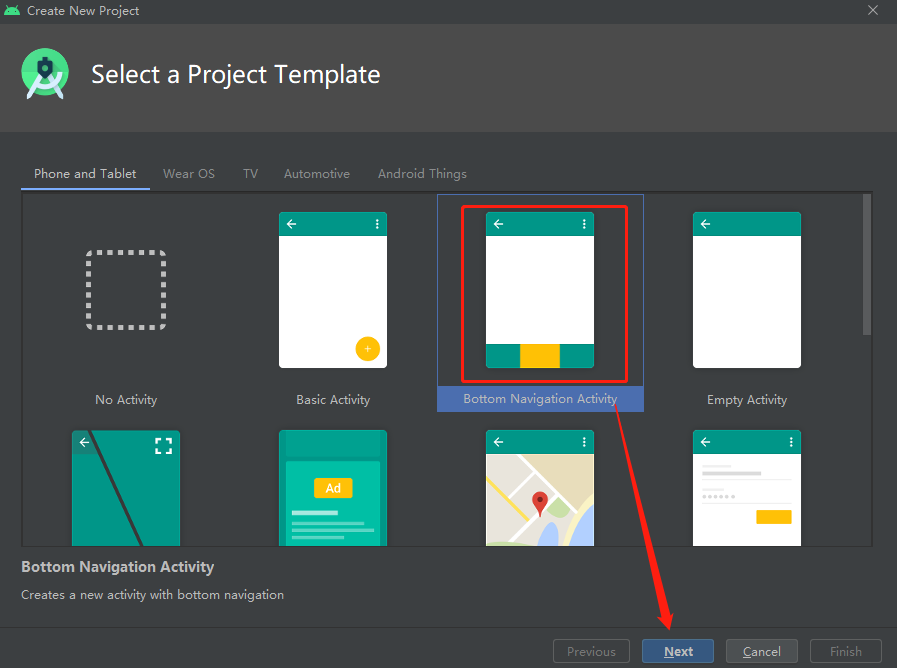 Create New Project
Select a Project Template
Phone and Tablet
Wear OS
TV
Automotive
Android Things
No Activity
Basic Activity
Bottom Navigation Activity
Empty Activity
Ad
Bottom Navigation Activity
Creates a new activity with bottom navigation
Previous
Next
Cancel
Finish